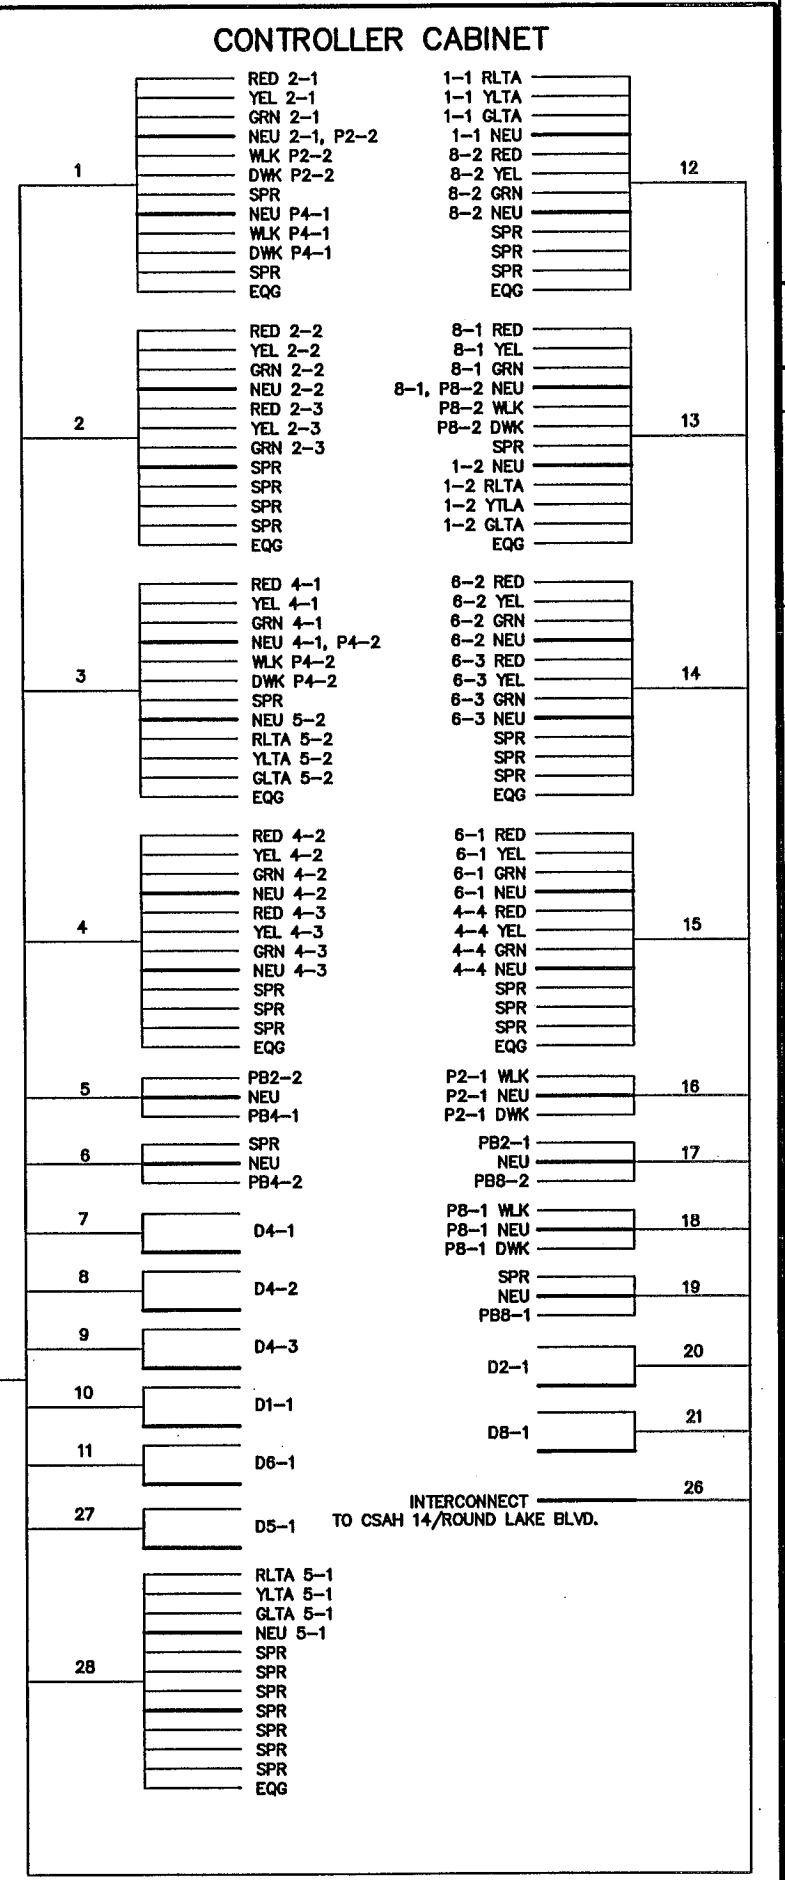 CONTROLLER CABINET
1
RED 2-1
YEL 2-1
GRN 2-1
NEU 2-1, P2-2
WLK P2-2
DWK P2-2
SPR
NEU P4-1
WLK P4-1
DWK P4-1
SPR
EQG
2
RED 2-2
YEL 2-2
GRN 2-2
NEU 2-2
RED 2-3
YEL 2-3
GRN 2-3
SPR
SPR
SPR
SPR
EQG
3
RED 4-1
YEL 4-1
GRN 4-1
NEU 4-1, P4-2
WLK P4-2
DWK P4-2
SPR
NEU 5-2
RLTA 5-2
YLTA 5-2
GLTA 5-2
EQG
4
RED 4-2
YEL 4-2
GRN 4-2
NEU 4-2
RED 4-3
YEL 4-3
GRN 4-3
NEU 4-3
SPR
SPR
SPR
EQG
5
PB2-2
NEU
PB4-1
6
SPR
NEU
PB4-2
7
D4-1
8
D4-2
9
D4-3
10
D1-1
11
D6-1
27
D5-1
28
RLTA 5-1
YLTA 5-1
GLTA 5-1
NEU 5-1
SPR
SPR
SPR
SPR
SPR
SPR
SPR
EQG
1-1 RLTA
1-1 YLTA
1-1 GLTA
1-1 NEU
8-2 RED
8-2 YEL
8-2 GRN
8-2 NEU
SPR
SPR
SPR
EQG
12
8-1 RED
8-1 YEL
8-1 GRN
8-1, P8-2 NEU
P8-2 WLK
P8-2 DWK
SPR
1-2 NEU
1-2 RLTA
1-2 YTLA
1-2 GLTA
EQG
13
6-2 RED
6-2 YEL
6-2 GRN
6-2 NEU
6-3 RED
6-3 YEL
6-3 GRN
6-3 NEU
SPR
SPR
SPR
EQG
14
6-1 RED
6-1 YEL
6-1 GRN
6-1 NEU
4-4 RED
4-4 YEL
4-4 GRN
4-4 NEU
SPR
SPR
SPR
EQG
15
P2-1 WLK
P2-1 NEU
P2-1 DWK
16
PB2-1
NEU
PB8-2
17
P8-1 WLK
P8-1 NEU
P8-1 DWK
18
SPR
NEU
PB8-1
19
D2-1
20
D8-1
21
INTERCONNECT
TO CSAH 14/ROUND LAKE BLVD.
26